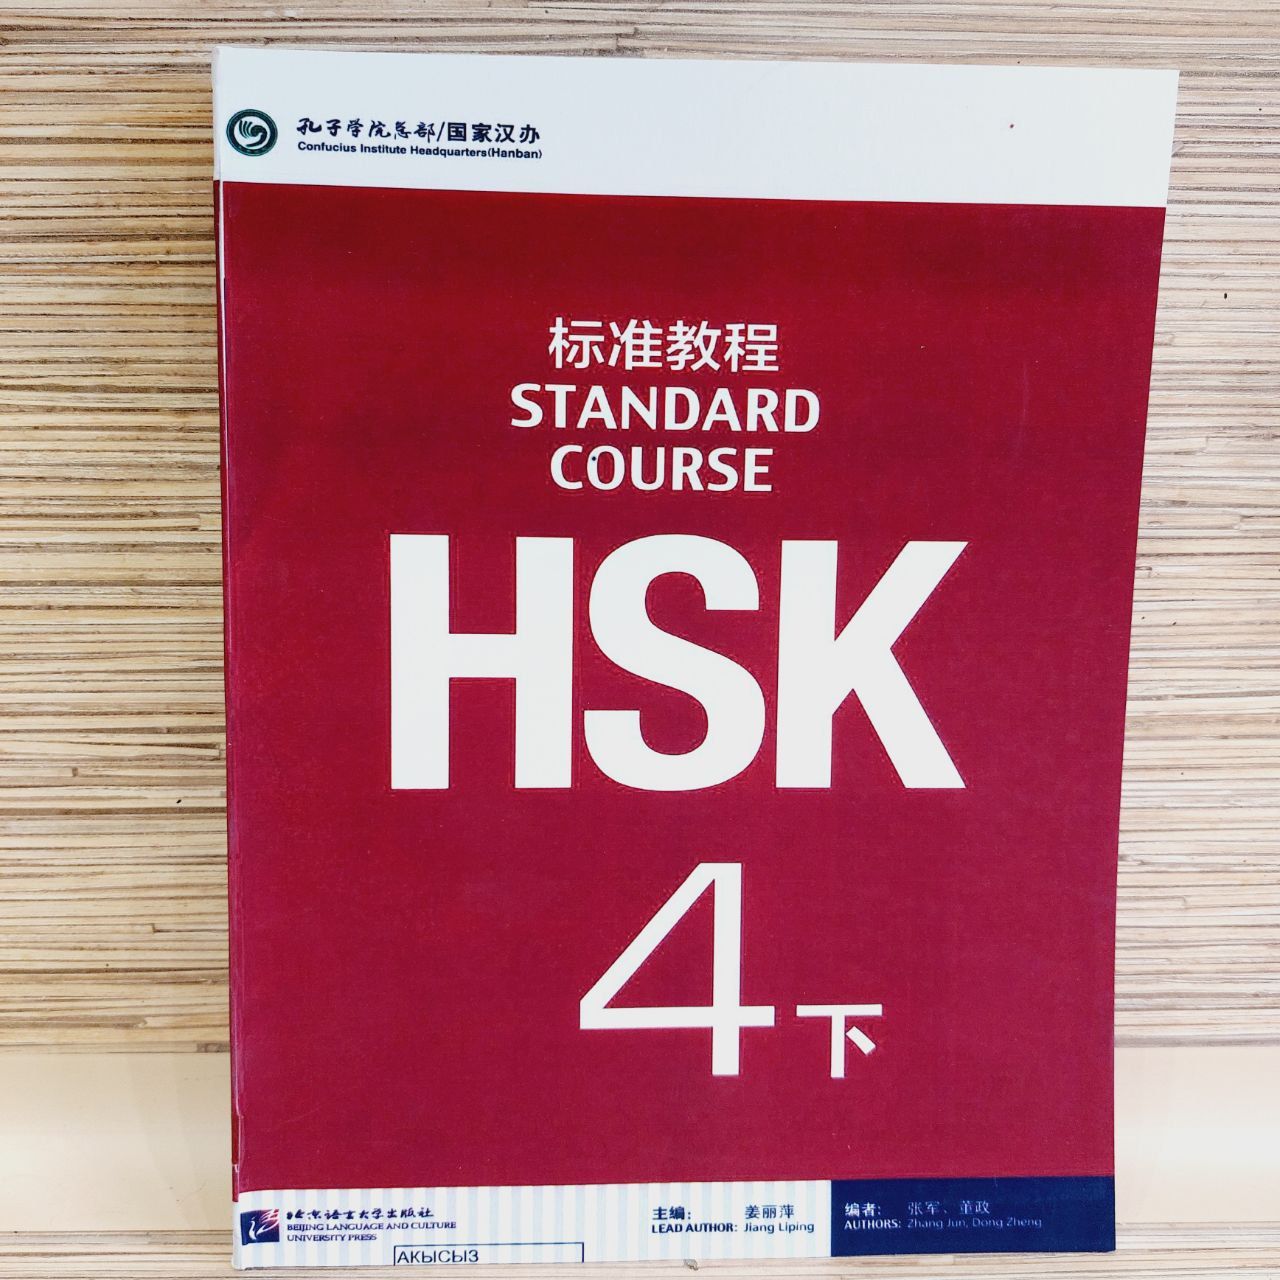 孔子学院总部/国家汉办
Confucius Institute Headquarters(Hanban)
标准教程
STANDARD
COURSE
HSK
4下
北京语言大学出版社
BEIJING LANGUAGE AND CULTURE
UNIVERSITY PRESS
主编: 姜丽萍
LEAD AUTHOR: Jiang Liping
编者: 张军、董政
AUTHORS: Zhang Jun, Dong Zheng
АКЫСЫЗ